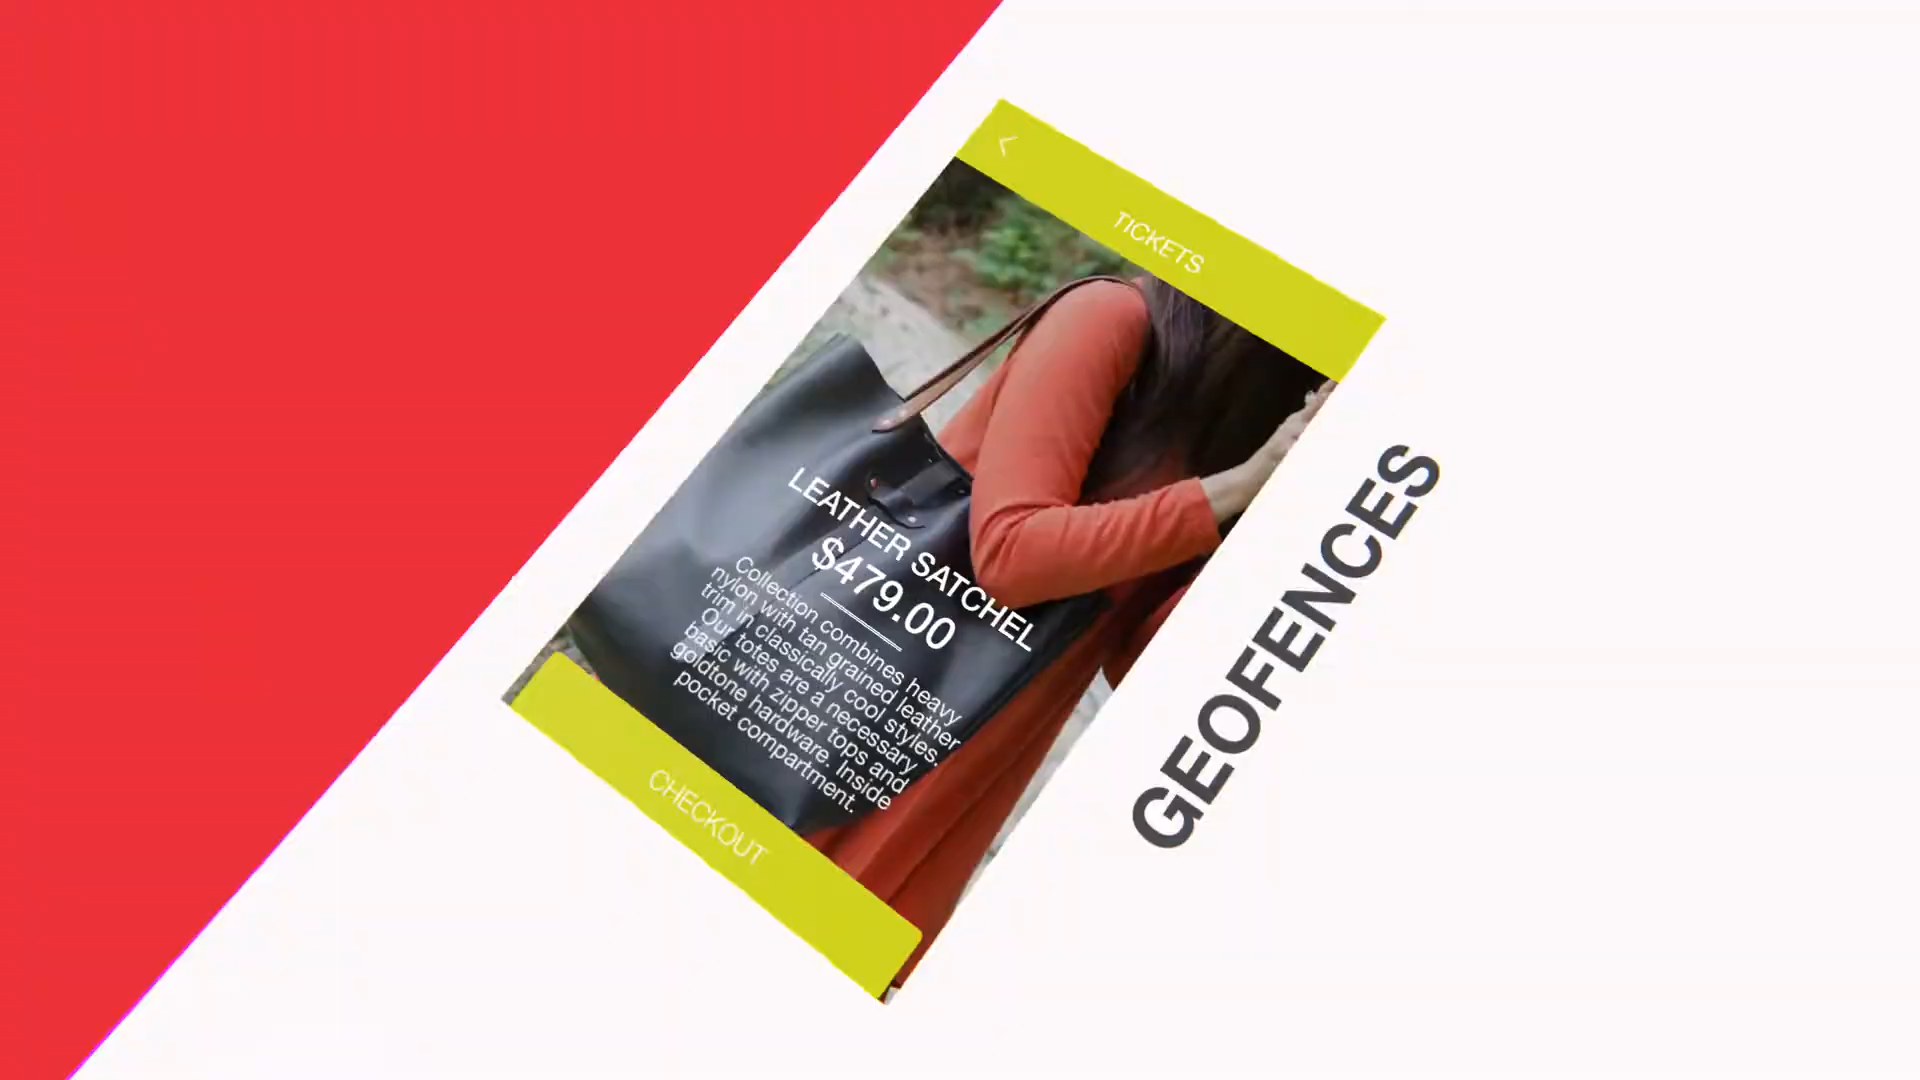 TICKETS
LEATHER SATCHEL
$479.00
Collection combines heavy
nylon with tan grained leather
trim in classically cool styles.
Our totes are a necessary
basic with zipper tops and
goldtone hardware. Inside
pocket compartment.
CHECKOUT
GEOFENCES